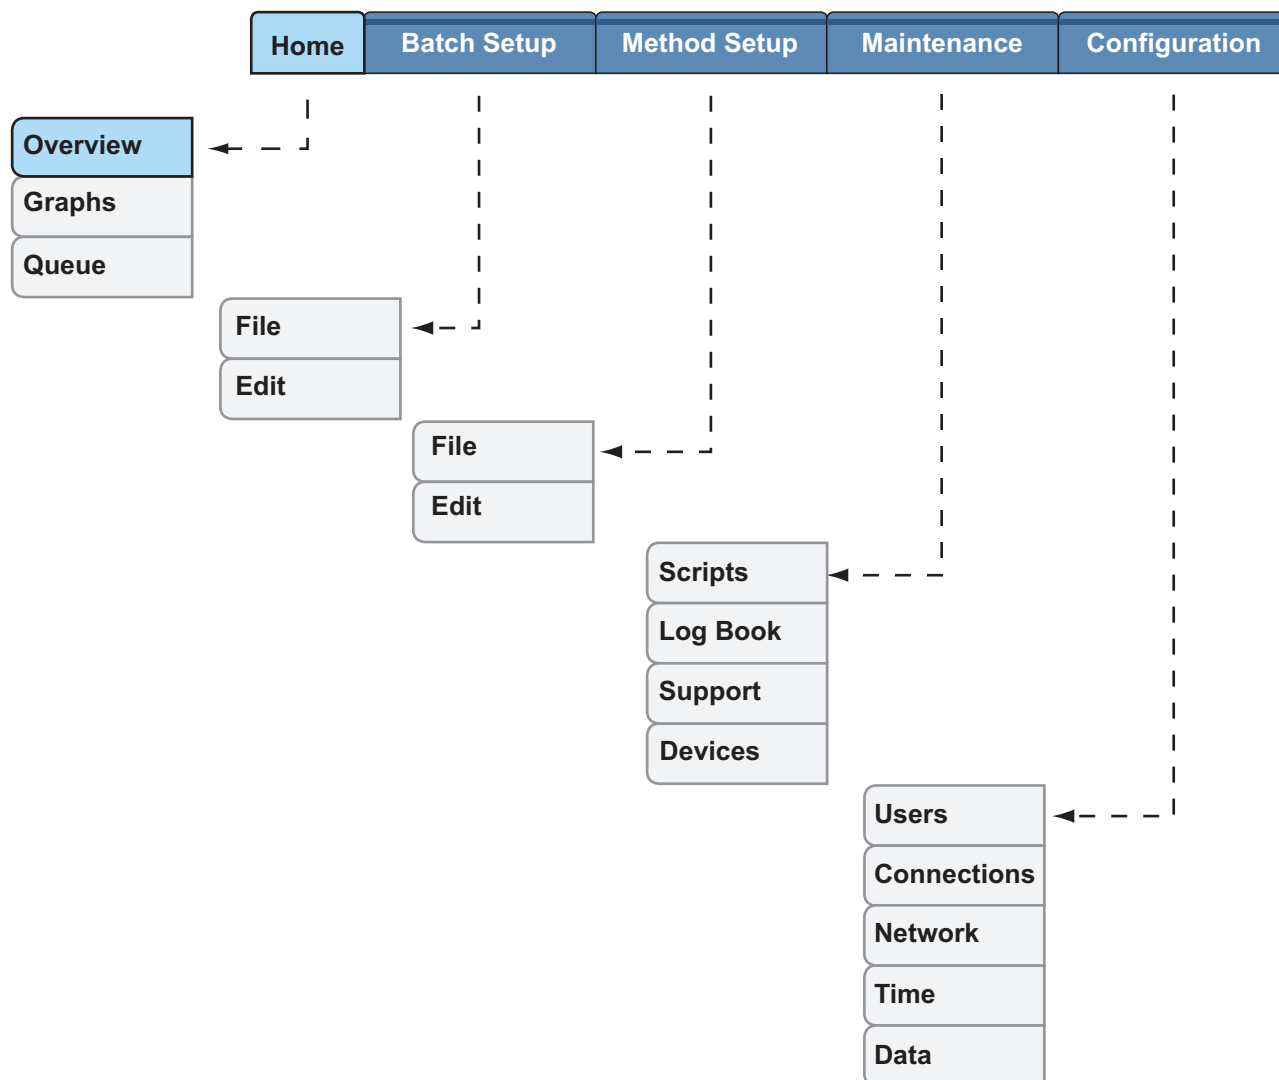 Home Batch Setup Method Setup Maintenance Configuration
Overview
Graphs
Queue
File
Edit
File
Edit
Scripts
Log Book
Support
Devices
Users
Connections
Network
Time
Data